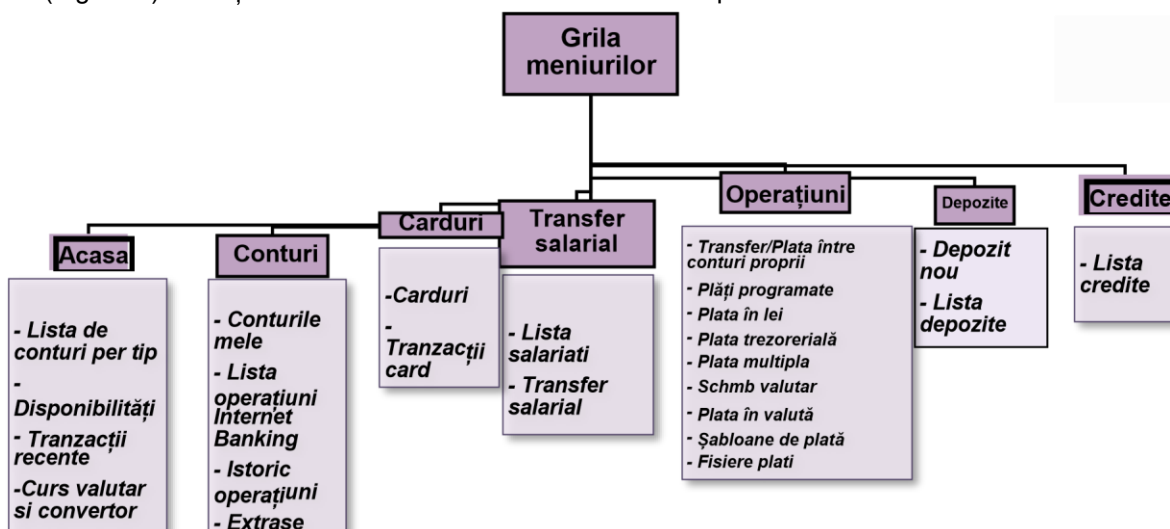 Grila
meniurilor
Acasa
- Lista de
conturi per tip
-
Disponibilități
- Tranzacții
recente
-Curs valutar
si convertor
Conturi
- Conturile
mele
- Lista
operațiuni
Internet
Banking
- Istoric
operațiuni
- Extrase
Carduri
-Carduri
-
Tranzacții
card
Transfer
salarial
- Lista
salariati
- Transfer
salarial
Operațiuni
- Transfer/Plata între
conturi proprii
- Plăți programate
- Plata în lei
- Plata trezorerială
- Plata multipla
- Schmb valutar
- Plata în valută
- Șabloane de plată
- Fisiere plati
Depozite
- Depozit
nou
- Lista
depozite
Credite
- Lista
credite